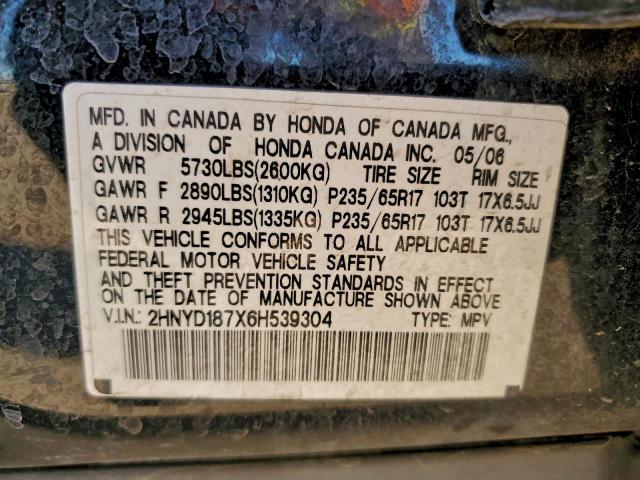 MFD. IN CANADA BY HONDA OF CANADA MFG.,
A DIVISION OF HONDA CANADA INC. 05/06
GVWR 5730LBS(2600KG) TIRE SIZE RIM SIZE
GAWR F 2890LBS(1310KG) P235/65R17 103T 17X6.5JJ
GAWR R 2945LBS(1335KG) P235/65R17 103T 17X6.5JJ
THIS VEHICLE CONFORMS TO ALL APPLICABLE
FEDERAL MOTOR VEHICLE SAFETY
AND THEFT PREVENTION STANDARDS IN EFFECT
ON THE DATE OF MANUFACTURE SHOWN ABOVE
V.I.N.: 2HNYD187X6H539304 TYPE: MPV